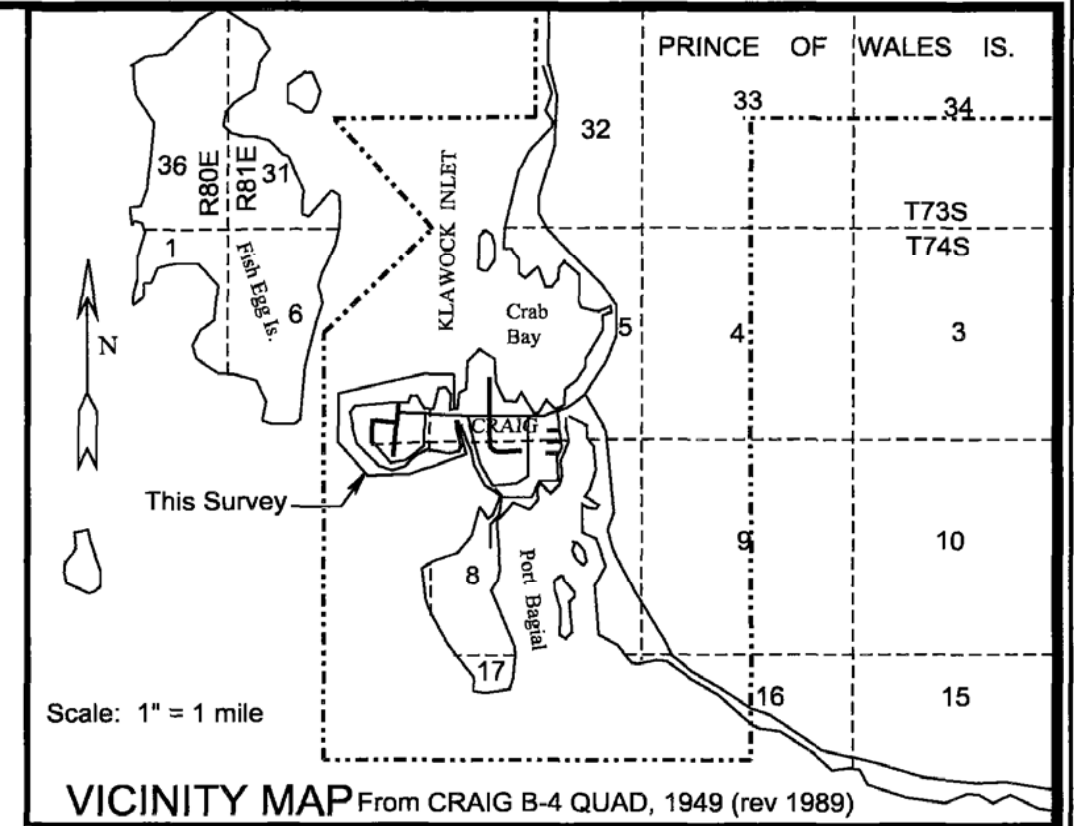 PRINCE OF WALES IS.
33
34
32
36
R80E
R81E
31
KLAWOCK INLET
T73S
T74S
1
Fish Egg Is.
6
N
Crab
Bay
5
4
3
CRAIG
This Survey
9
10
8
Port Bagial
17
16
15
Scale: 1" = 1 mile
VICINITY MAP From CRAIG B-4 QUAD, 1949 (rev 1989)